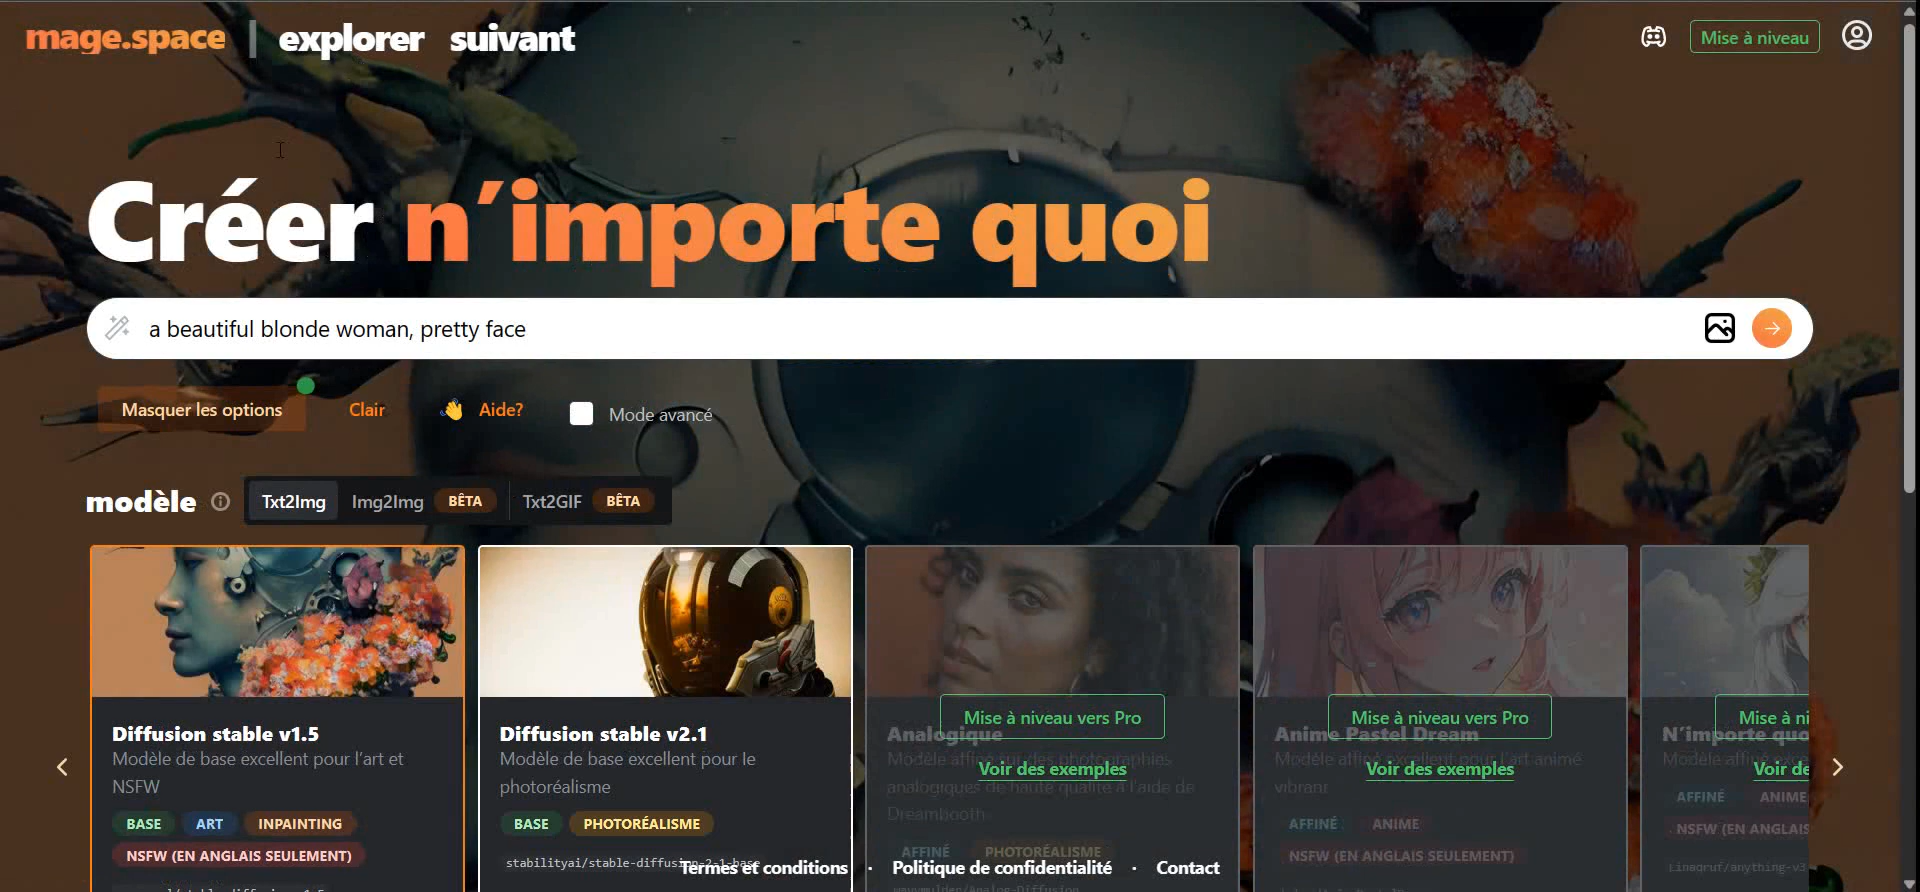 mage.space | explorer suivant
Mise à niveau
Créer n’importe quoi
a beautiful blonde woman, pretty face
Masquer les options
Clair
👋 Aide?
Mode avancé
modèle
Txt2Img
Img2Img BÊTA
Txt2GIF BÊTA
Diffusion stable v1.5
Modèle de base excellent pour l’art et
NSFW
BASE ART INPAINTING
NSFW (EN ANGLAIS SEULEMENT)
Diffusion stable v2.1
Modèle de base excellent pour le
photoréalisme
BASE PHOTORÉALISME
stabilityai/stable-diffusion-2-1-base
Mise à niveau vers Pro
Analogique
Voir des exemples
Modèle affiné sur des photographies
analogiques de haute qualité à l’aide de
Dreambooth
AFFINÉ PHOTORÉALISME
Mise à niveau vers Pro
Anime Pastel Dream
Voir des exemples
Modèle affiné excellent pour l’art animé
vibrant
AFFINÉ ANIME
NSFW (EN ANGLAIS SEULEMENT)
Mise à ni
N’importe quo
Voir de
Modèle affiné
AFFINÉ ANIME
NSFW (EN ANGLAIS
Linaqruf/anything-v3
Termes et conditions · Politique de confidentialité · Contact